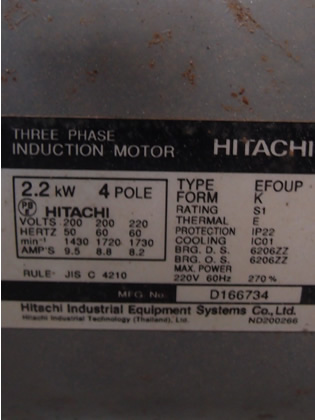 THREE PHASE
INDUCTION MOTOR HITACHI
2.2 kW 4 POLE
HITACHI
VOLTS 200 200 220
HERTZ 50 60 60
min⁻¹ 1430 1720 1730
AMP'S 9.5 8.8 8.2
RULE- JIS C 4210
TYPE EFOUP
FORM K
RATING S1
THERMAL E
PROTECTION IP22
COOLING IC01
BRG. O. S. 6206ZZ
BRG. O. S. 6206ZZ
MAX. POWER
220V 60Hz 270%
MFG. No. D166734
Hitachi Industrial Equipment Systems Co., Ltd.
Hitachi Industrial Technology (Thailand), Ltd. ND200266